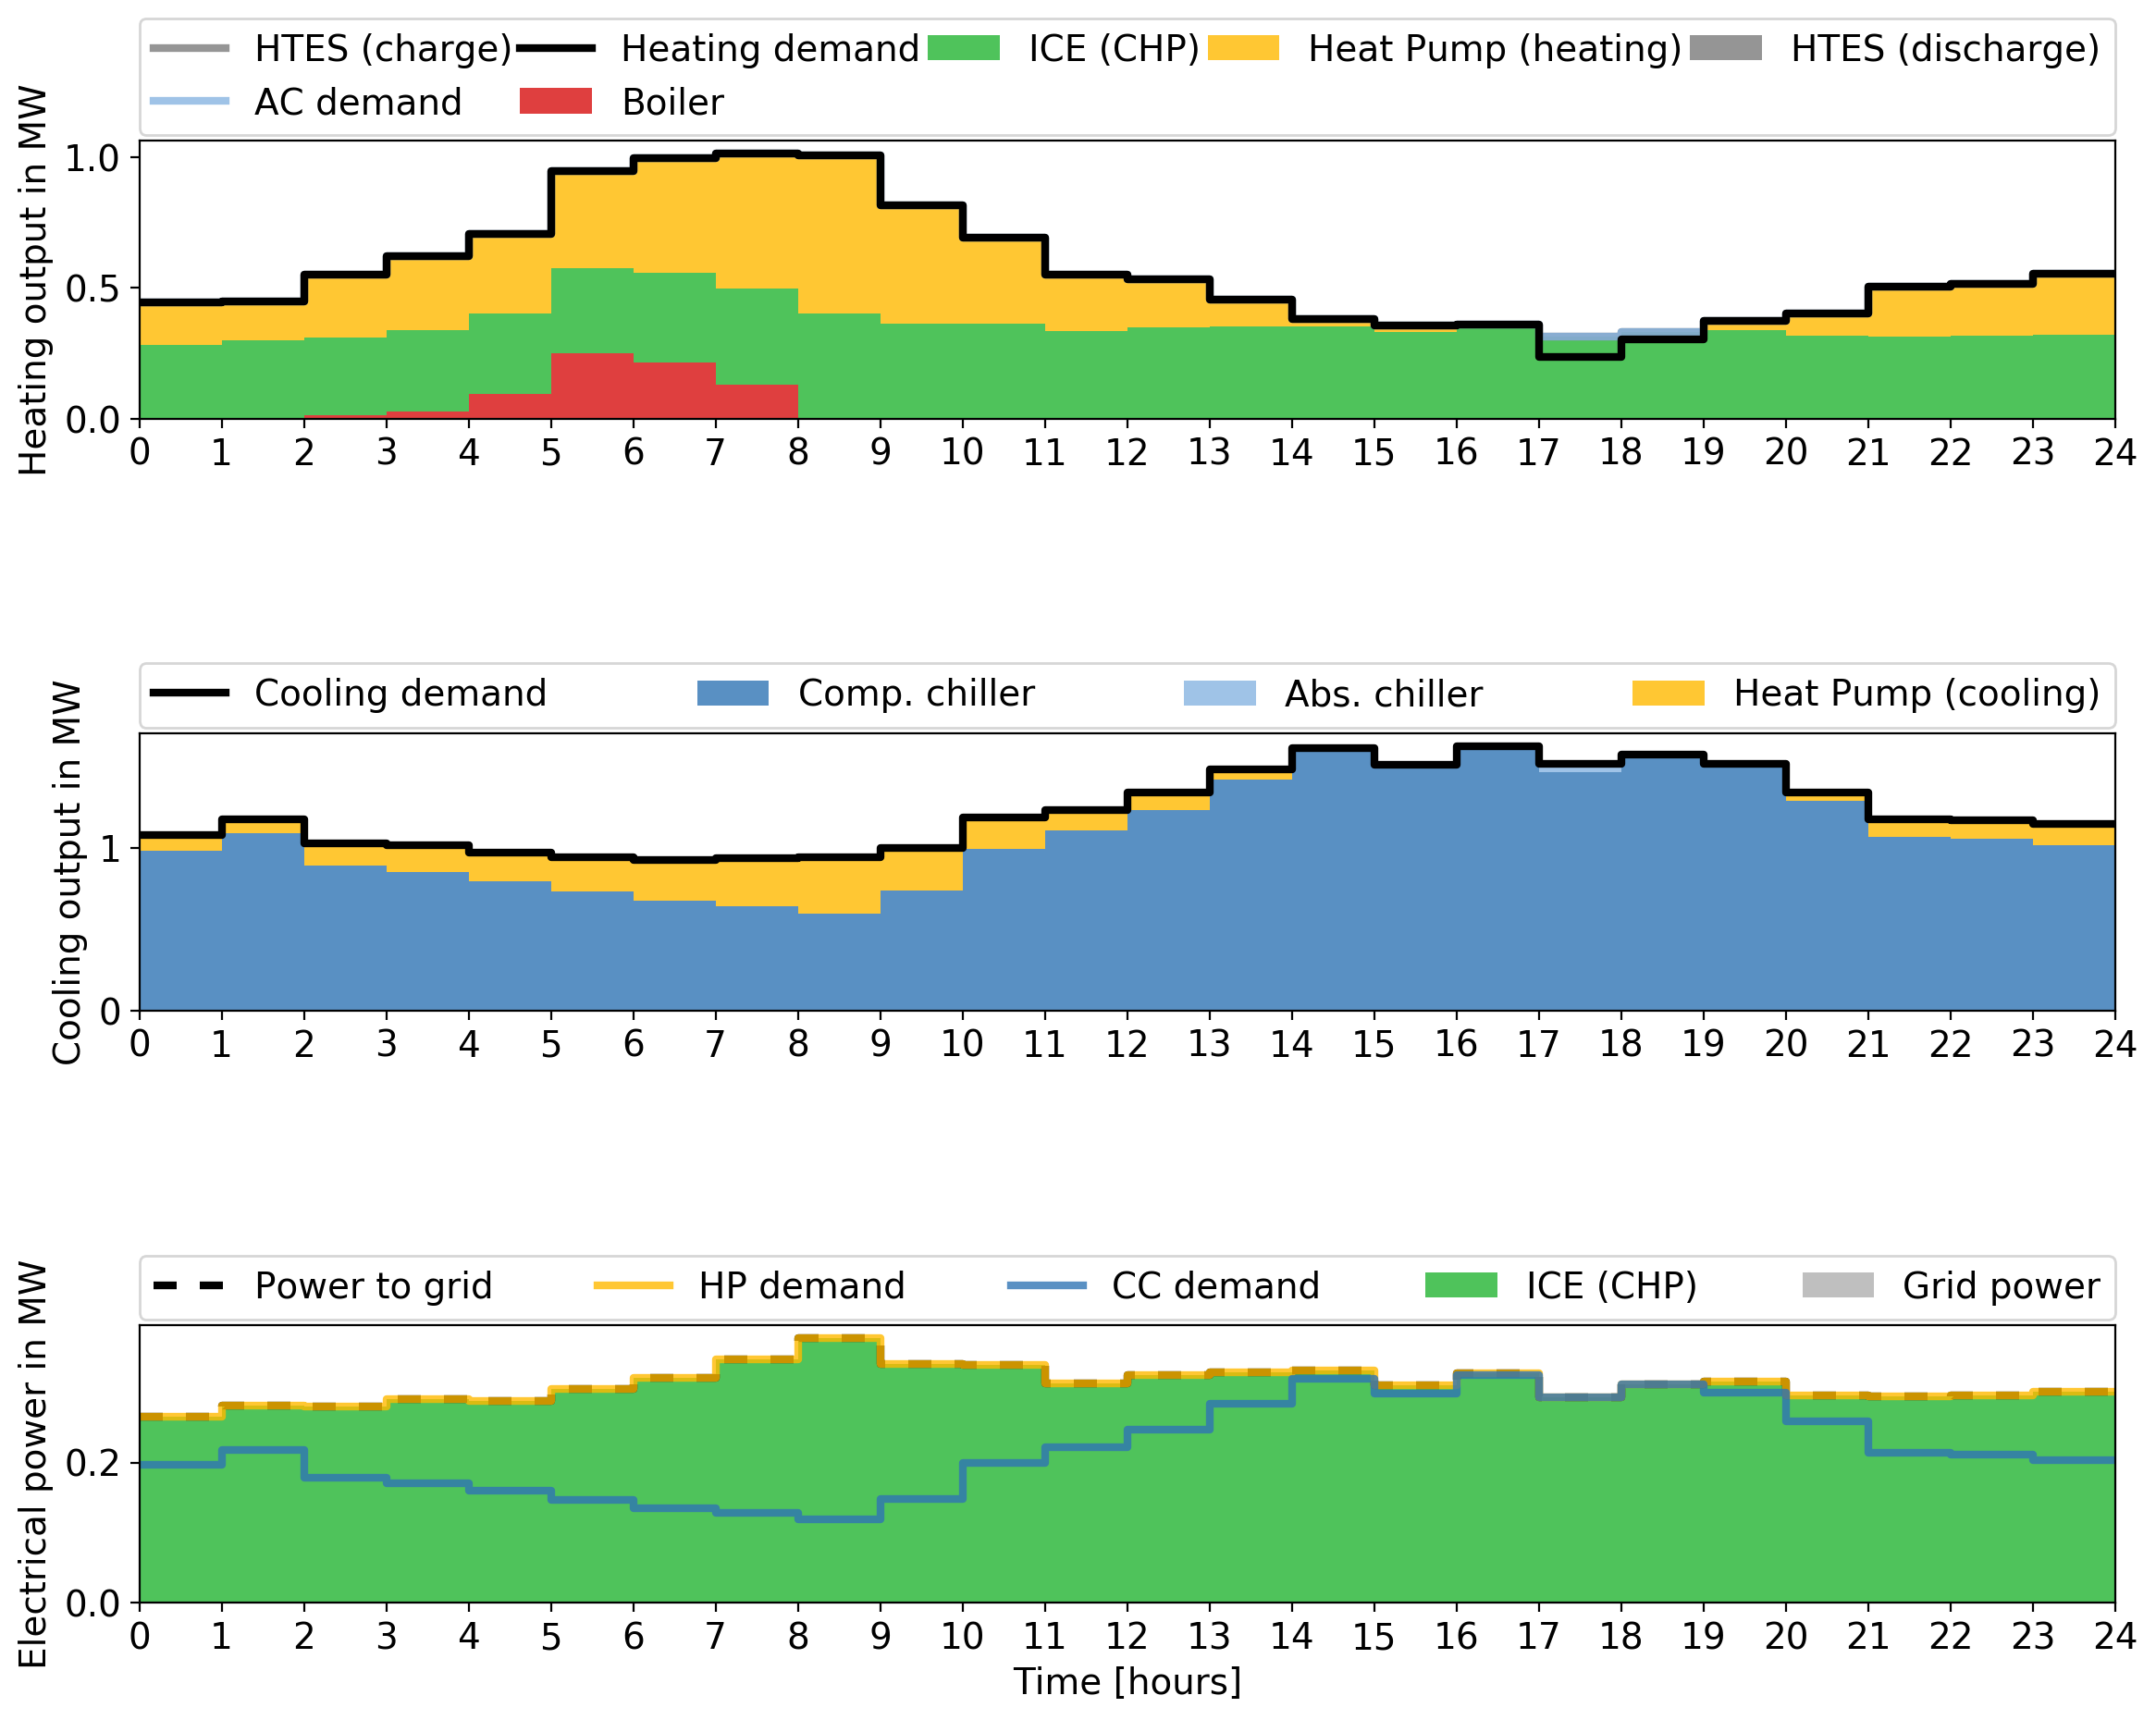 HTES (charge) Heating demand ICE (CHP) Heat Pump (heating) HTES (discharge)
AC demand Boiler
Heating output in MW
1.0
0.5
0.0
0 1 2 3 4 5 6 7 8 9 10 11 12 13 14 15 16 17 18 19 20 21 22 23 24
Cooling demand Comp. chiller Abs. chiller Heat Pump (cooling)
Cooling output in MW
1
0
0 1 2 3 4 5 6 7 8 9 10 11 12 13 14 15 16 17 18 19 20 21 22 23 24
Power to grid HP demand CC demand ICE (CHP) Grid power
Electrical power in MW
0.2
0.0
0 1 2 3 4 5 6 7 8 9 10 11 12 13 14 15 16 17 18 19 20 21 22 23 24
Time [hours]